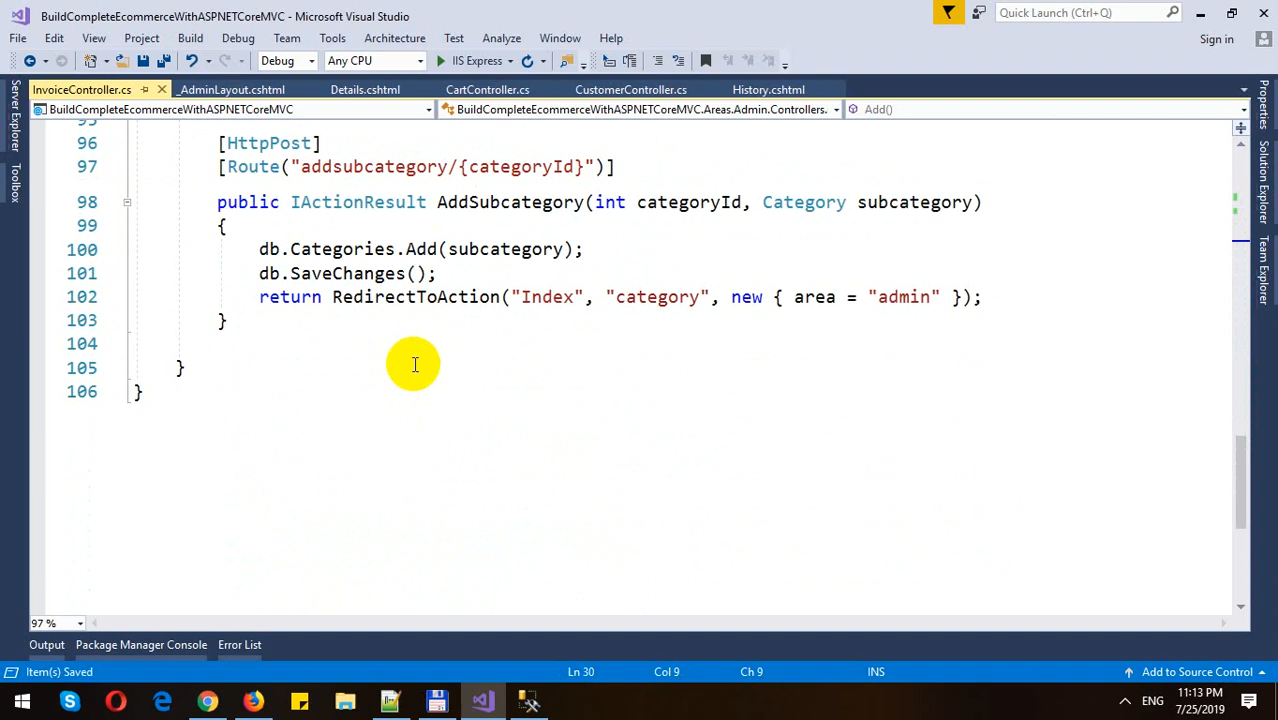 BuildCompleteEcommerceWithASPNETCoreMVC - Microsoft Visual Studio
Quick Launch (Ctrl+Q)
File Edit View Project Build Debug Team Tools Architecture Test Analyze Window Help
Sign in
Debug Any CPU IIS Express
InvoiceController.cs _AdminLayout.cshtml Details.cshtml CartController.cs CustomerController.cs History.cshtml
BuildCompleteEcommerceWithASPNETCoreMVC BuildCompleteEcommerceWithASPNETCoreMVC.Areas.Admin.Controllers. Add()
Server Explorer
Toolbox
Properties
Solution Explorer
Team Explorer
95
96 [HttpPost]
97 [Route("addsubcategory/{categoryId}")]
98 public IActionResult AddSubcategory(int categoryId, Category subcategory)
99 {
100 db.Categories.Add(subcategory);
101 db.SaveChanges();
102 return RedirectToAction("Index", "category", new { area = "admin" });
103 }
104
105 }
106 }
97 %
Output Package Manager Console Error List
Item(s) Saved Ln 30 Col 9 Ch 9 INS Add to Source Control
ENG
11:13 PM
7/25/2019